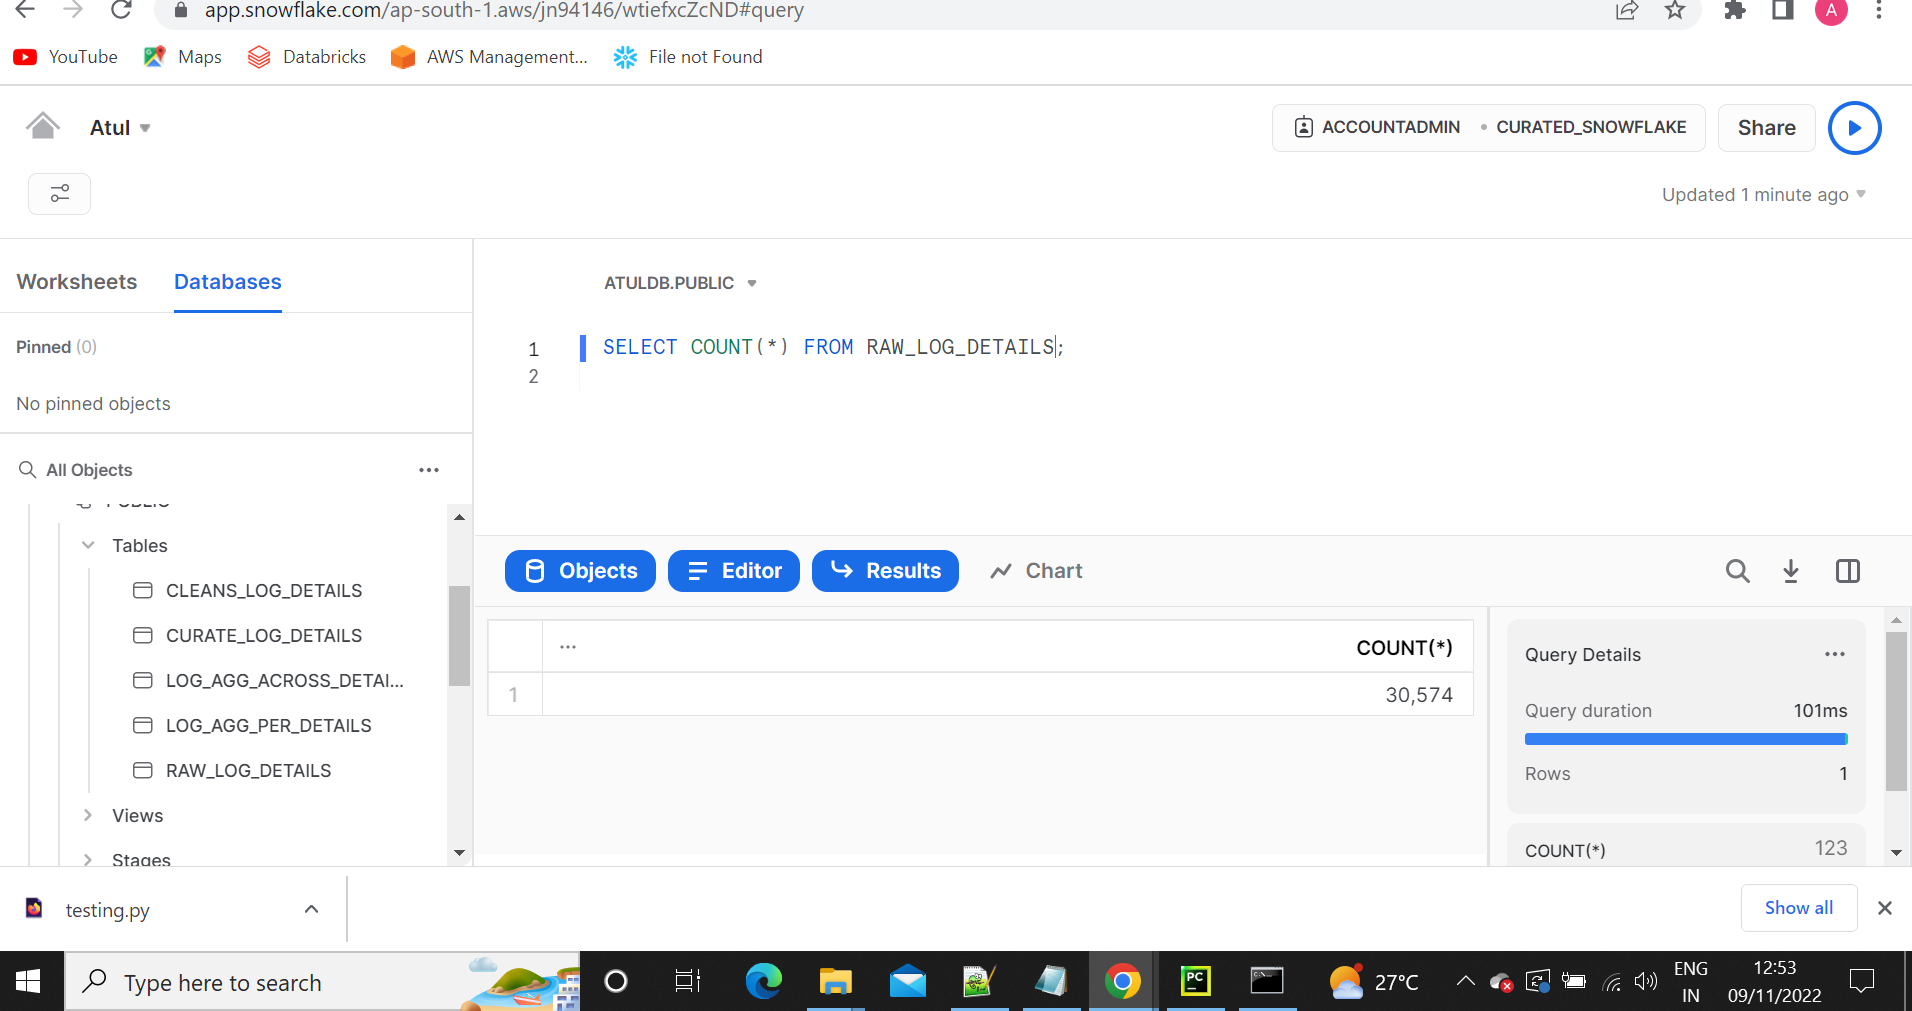 app.snowflake.com/ap-south-1.aws/jn94146/wtiefxcZcND#query
A
YouTube
Maps
Databricks
AWS Management...
File not Found
Atul
ACCOUNTADMIN
CURATED_SNOWFLAKE
Share
Updated 1 minute ago
Worksheets
Databases
ATULDB.PUBLIC
Pinned (0)
No pinned objects
1 SELECT COUNT(*) FROM RAW_LOG_DETAILS;
2
All Objects
...
PUBLIC
Tables
CLEANS_LOG_DETAILS
CURATE_LOG_DETAILS
LOG_AGG_ACROSS_DETAI...
LOG_AGG_PER_DETAILS
RAW_LOG_DETAILS
Views
Stages
Objects
Editor
Results
Chart
... COUNT(*)
1 30,574
Query Details ...
Query duration 101ms
Rows 1
COUNT(*) 123
testing.py
Show all
Type here to search
PC
27°C
ENG
IN
12:53
09/11/2022